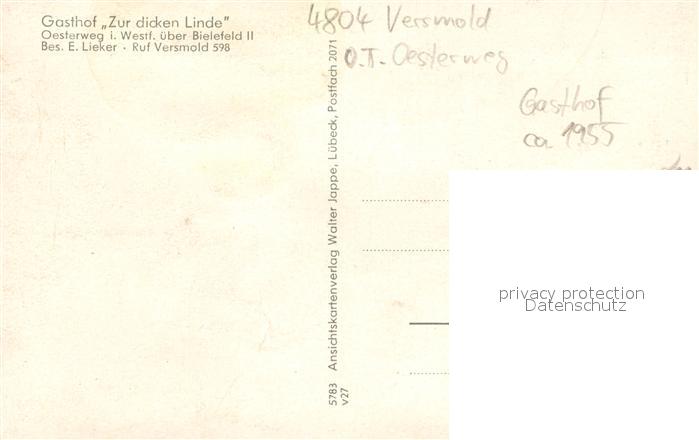 Gasthof „Zur dicken Linde"
Oesterweg i. Westf. über Bielefeld II
Bes. E. Lieker · Ruf Versmold 598
5783 Ansichtskartenverlag Walter Jappe, Lübeck, Postfach 2071
V27
4804 Versmold
O.T. Oesterweg
Gasthof
ca 1955
privacy protection
Datenschutz